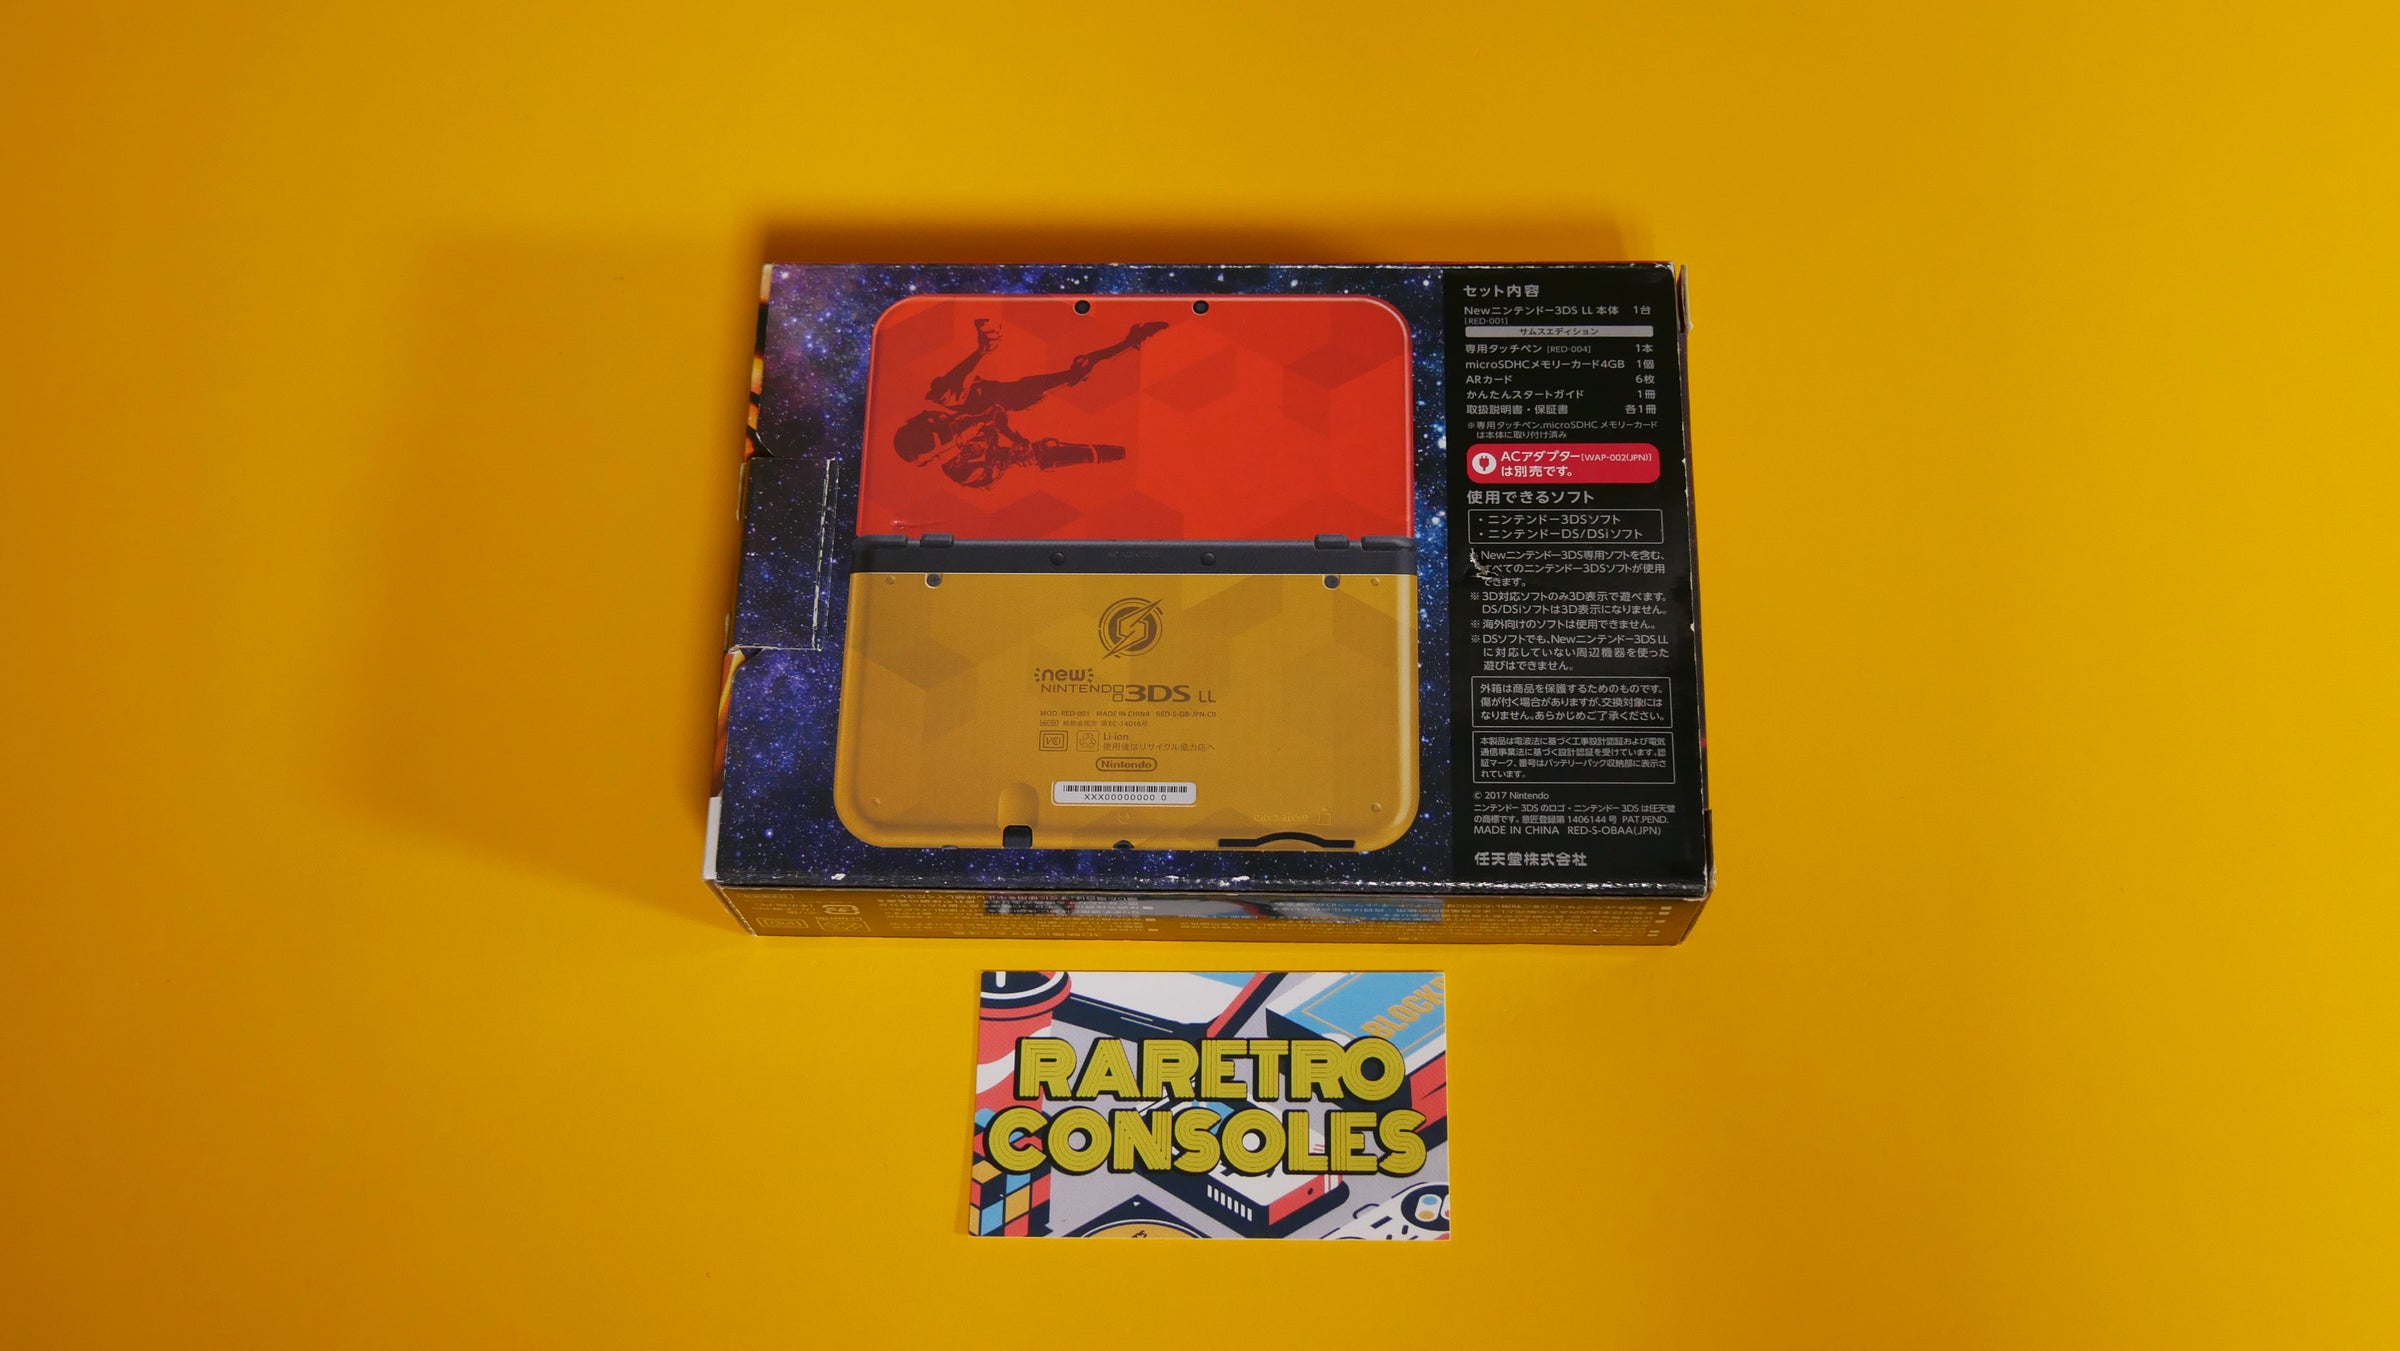 new
NINTENDO 3DS LL
MOD. RED-001 MADE IN CHINA RED-S-OB-JPN-C0
Li-ion
使用後はリサイクル協力店へ
Nintendo
XXX00000000 0
GAME CARD
セット内容
Newニンテンドー3DS LL 本体 1台
[RED-001]
サムスエディション
専用タッチペン [RED-004] 1本
microSDHCメモリーカード4GB 1個
ARカード 6枚
かんたんスタートガイド 1冊
取扱説明書・保証書 各1冊
※専用タッチペン、microSDHCメモリーカード
は本体に取り付け済み
ACアダプター[WAP-002(JPN)]
は別売です。
使用できるソフト
・ニンテンドー3DSソフト
・ニンテンドーDS/DSiソフト
Newニンテンドー3DS専用ソフトを含む、
すべてのニンテンドー3DSソフトが使用
できます。
※3D対応ソフトのみ3D表示で遊べます。
DS/DSiソフトは3D表示になりません。
※海外向けのソフトは使用できません。
※DSソフトでも、Newニンテンドー3DS LL
に対応していない周辺機器を使った
遊びはできません。
外箱は商品を保護するためのものです。
傷が付く場合がありますが、交換対象には
なりません。あらかじめご了承ください。
本製品は電波法に基づく工事設計認証および電気
通信事業法に基づく設計認証を受けています。認
証マーク、番号はバッテリーパック収納部に表示さ
れています。
© 2017 Nintendo
ニンテンドー3DSのロゴ・ニンテンドー3DSは任天堂
の商標です。意匠登録第1406144号 PAT.PEND.
MADE IN CHINA RED-S-OBAA(JPN)
任天堂株式会社
RARETRO
CONSOLES